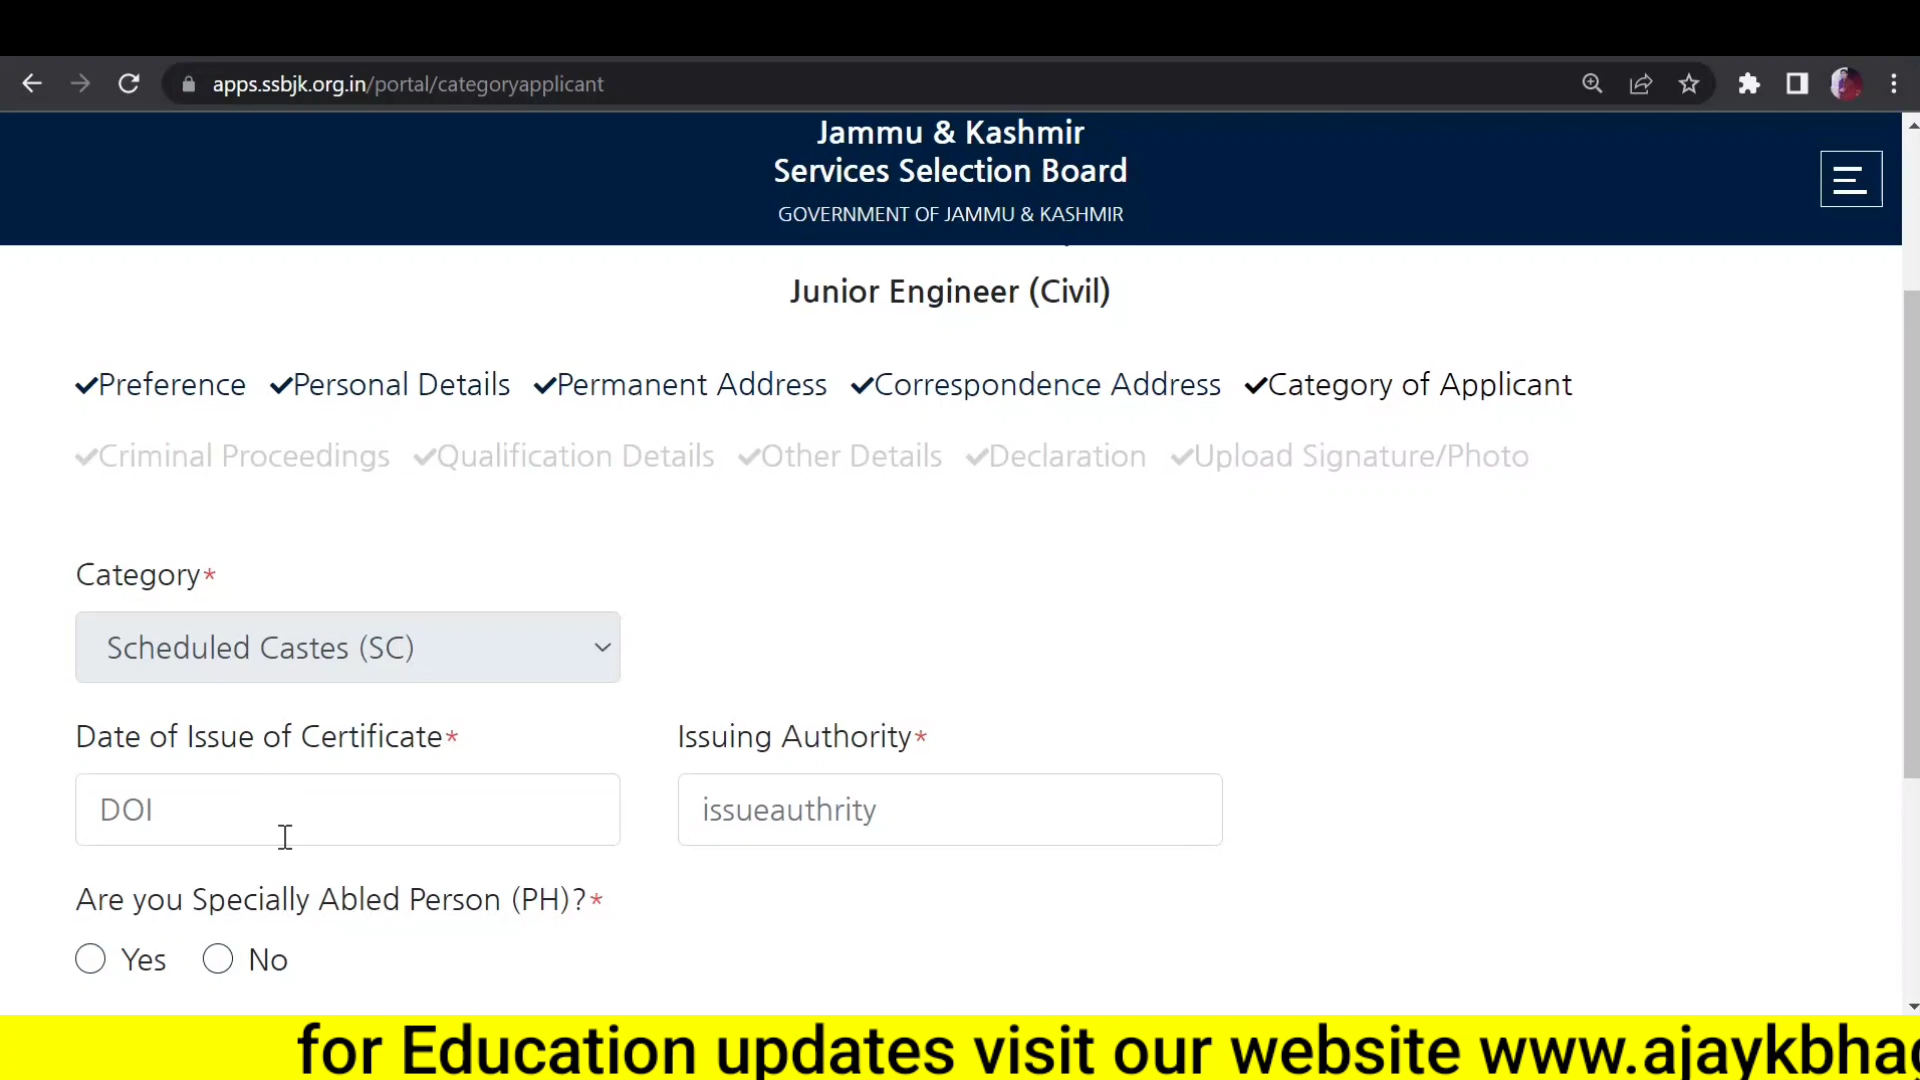 apps.ssbjk.org.in/portal/categoryapplicant
Jammu & Kashmir
Services Selection Board
GOVERNMENT OF JAMMU & KASHMIR
Junior Engineer (Civil)
Preference Personal Details Permanent Address Correspondence Address Category of Applicant
Criminal Proceedings Qualification Details Other Details Declaration Upload Signature/Photo
Category*
Scheduled Castes (SC)
Date of Issue of Certificate* Issuing Authority*
DOI issueauthrity
Are you Specially Abled Person (PH)?*
Yes No
for Education updates visit our website www.ajaykbhag